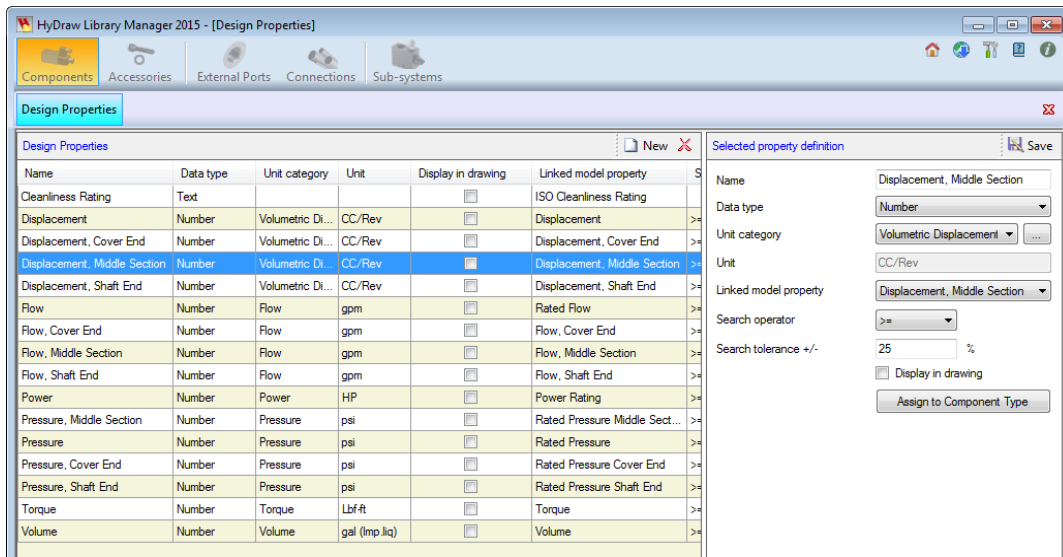 HyDraw Library Manager 2015 - [Design Properties]
Components Accessories External Ports Connections Sub-systems
Design Properties
Design Properties New
Name Data type Unit category Unit Display in drawing Linked model property S
Cleanliness Rating Text ISO Cleanliness Rating
Displacement Number Volumetric Di... CC/Rev Displacement >=
Displacement, Cover End Number Volumetric Di... CC/Rev Displacement, Cover End >=
Displacement, Middle Section Number Volumetric Di... CC/Rev Displacement, Middle Section >=
Displacement, Shaft End Number Volumetric Di... CC/Rev Displacement, Shaft End >=
Flow Number Flow gpm Rated Flow >=
Flow, Cover End Number Flow gpm Flow, Cover End >=
Flow, Middle Section Number Flow gpm Flow, Middle Section >=
Flow, Shaft End Number Flow gpm Flow, Shaft End >=
Power Number Power HP Power Rating >=
Pressure, Middle Section Number Pressure psi Rated Pressure Middle Sect... >=
Pressure Number Pressure psi Rated Pressure >=
Pressure, Cover End Number Pressure psi Rated Pressure Cover End >=
Pressure, Shaft End Number Pressure psi Rated Pressure Shaft End >=
Torque Number Torque Lbf-ft Torque >=
Volume Number Volume gal (Imp.liq) Volume >=
Selected property definition Save
Name Displacement, Middle Section
Data type Number
Unit category Volumetric Displacement ...
Unit CC/Rev
Linked model property Displacement, Middle Section
Search operator >=
Search tolerance +/- 25 %
Display in drawing
Assign to Component Type